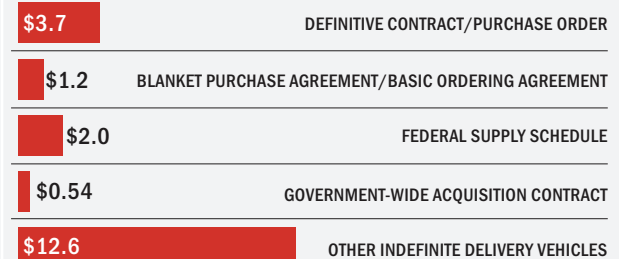 $3.7 DEFINITIVE CONTRACT/PURCHASE ORDER
$1.2 BLANKET PURCHASE AGREEMENT/BASIC ORDERING AGREEMENT
$2.0 FEDERAL SUPPLY SCHEDULE
$0.54 GOVERNMENT-WIDE ACQUISITION CONTRACT
$12.6 OTHER INDEFINITE DELIVERY VEHICLES